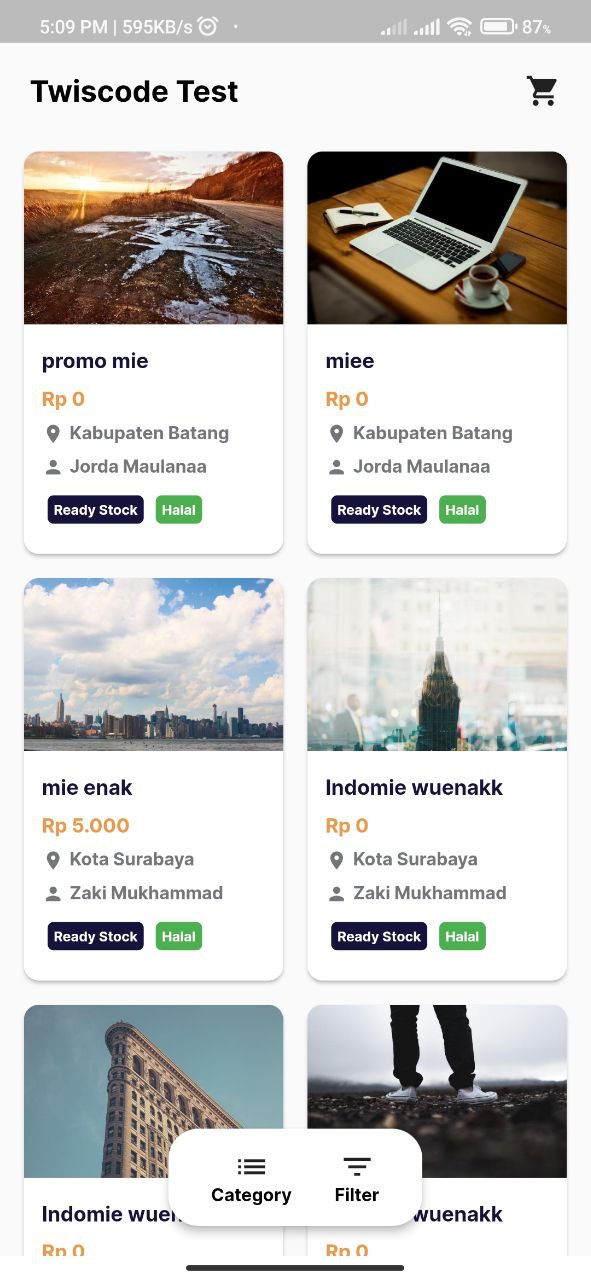 5:09 PM | 595KB/s
87%
Twiscode Test
promo mie
Rp 0
Kabupaten Batang
Jorda Maulanaa
Ready Stock Halal
miee
Rp 0
Kabupaten Batang
Jorda Maulanaa
Ready Stock Halal
mie enak
Rp 5.000
Kota Surabaya
Zaki Mukhammad
Ready Stock Halal
Indomie wuenakk
Rp 0
Kota Surabaya
Zaki Mukhammad
Ready Stock Halal
Indomie wuen
Rp 0
wuenakk
Rp 0
Category
Filter